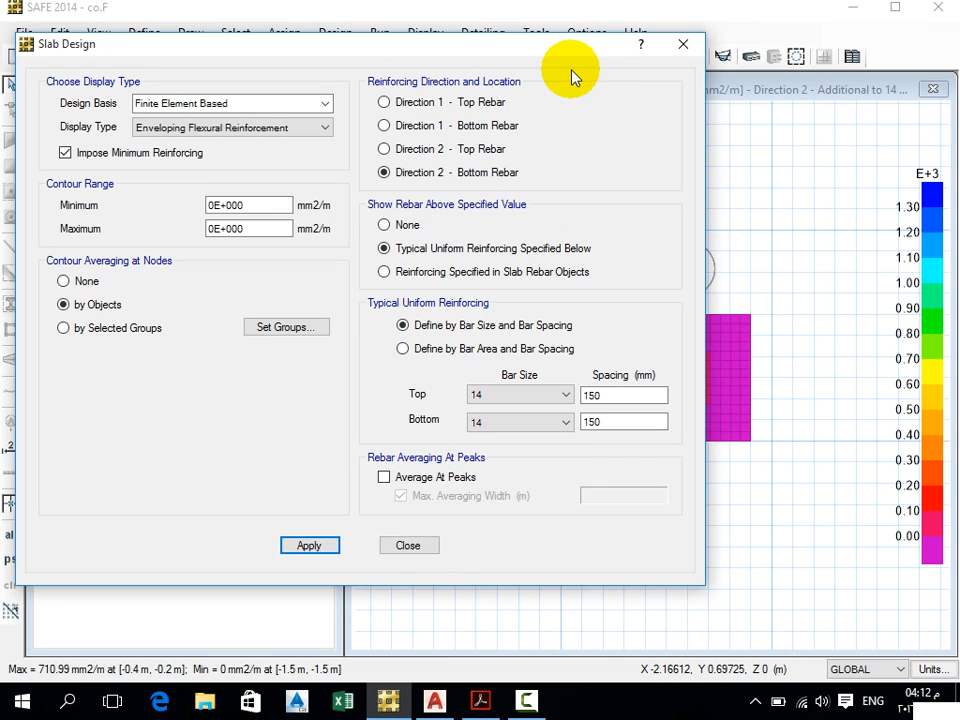 SAFE 2014 - co.F
Slab Design
?
mm2/m] - Direction 2 - Additional to 14 ...
Choose Display Type
Design Basis Finite Element Based
Display Type Enveloping Flexural Reinforcement
Impose Minimum Reinforcing
Contour Range
Minimum 0E+000 mm2/m
Maximum 0E+000 mm2/m
Contour Averaging at Nodes
None
by Objects
by Selected Groups Set Groups...
Reinforcing Direction and Location
Direction 1 - Top Rebar
Direction 1 - Bottom Rebar
Direction 2 - Top Rebar
Direction 2 - Bottom Rebar
Show Rebar Above Specified Value
None
Typical Uniform Reinforcing Specified Below
Reinforcing Specified in Slab Rebar Objects
Typical Uniform Reinforcing
Define by Bar Size and Bar Spacing
Define by Bar Area and Bar Spacing
Bar Size Spacing (mm)
Top 14 150
Bottom 14 150
Rebar Averaging At Peaks
Average At Peaks
Max. Averaging Width (m)
Apply Close
E+3
1.30
1.20
1.10
1.00
0.90
0.80
0.70
0.60
0.50
0.40
0.30
0.20
0.10
0.00
Max = 710.99 mm2/m at [-0.4 m, -0.2 m]; Min = 0 mm2/m at [-1.5 m, -1.5 m] X -2.16612, Y 0.69725, Z 0 (m) GLOBAL Units...
ENG
04:12 م